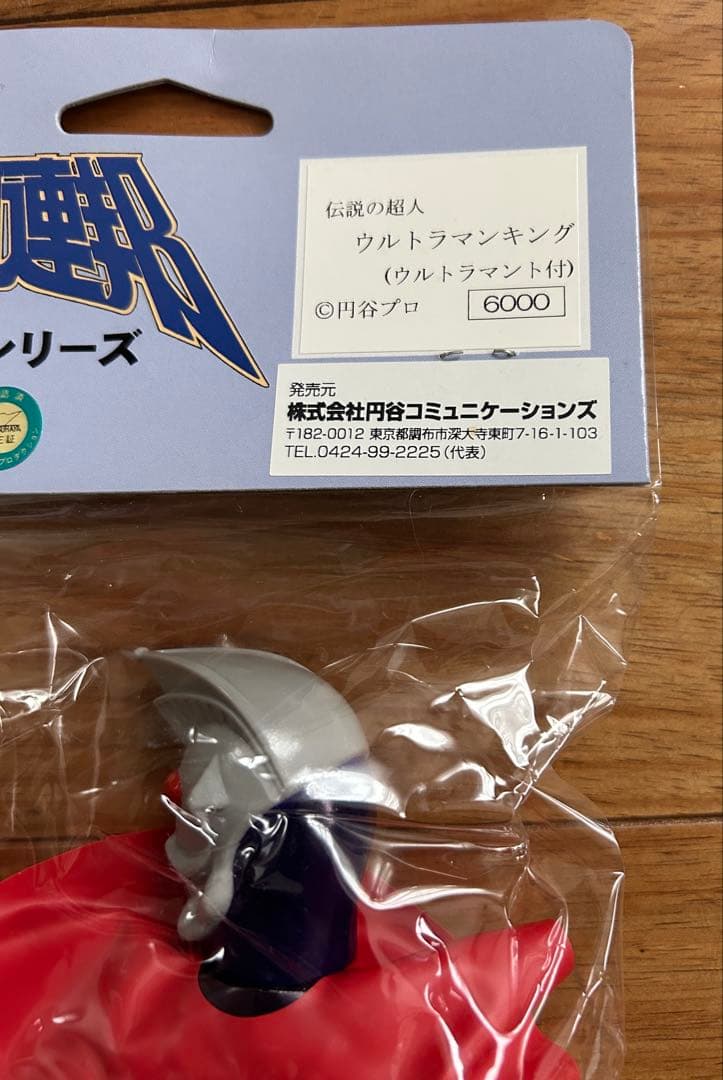 連邦
シリーズ
伝説の超人
ウルトラマンキング
(ウルトラマント付)
©円谷プロ 6000
発売元
株式会社円谷コミュニケーションズ
〒182-0012 東京都調布市深大寺東町7-16-1-103
TEL.0424-99-2225（代表）